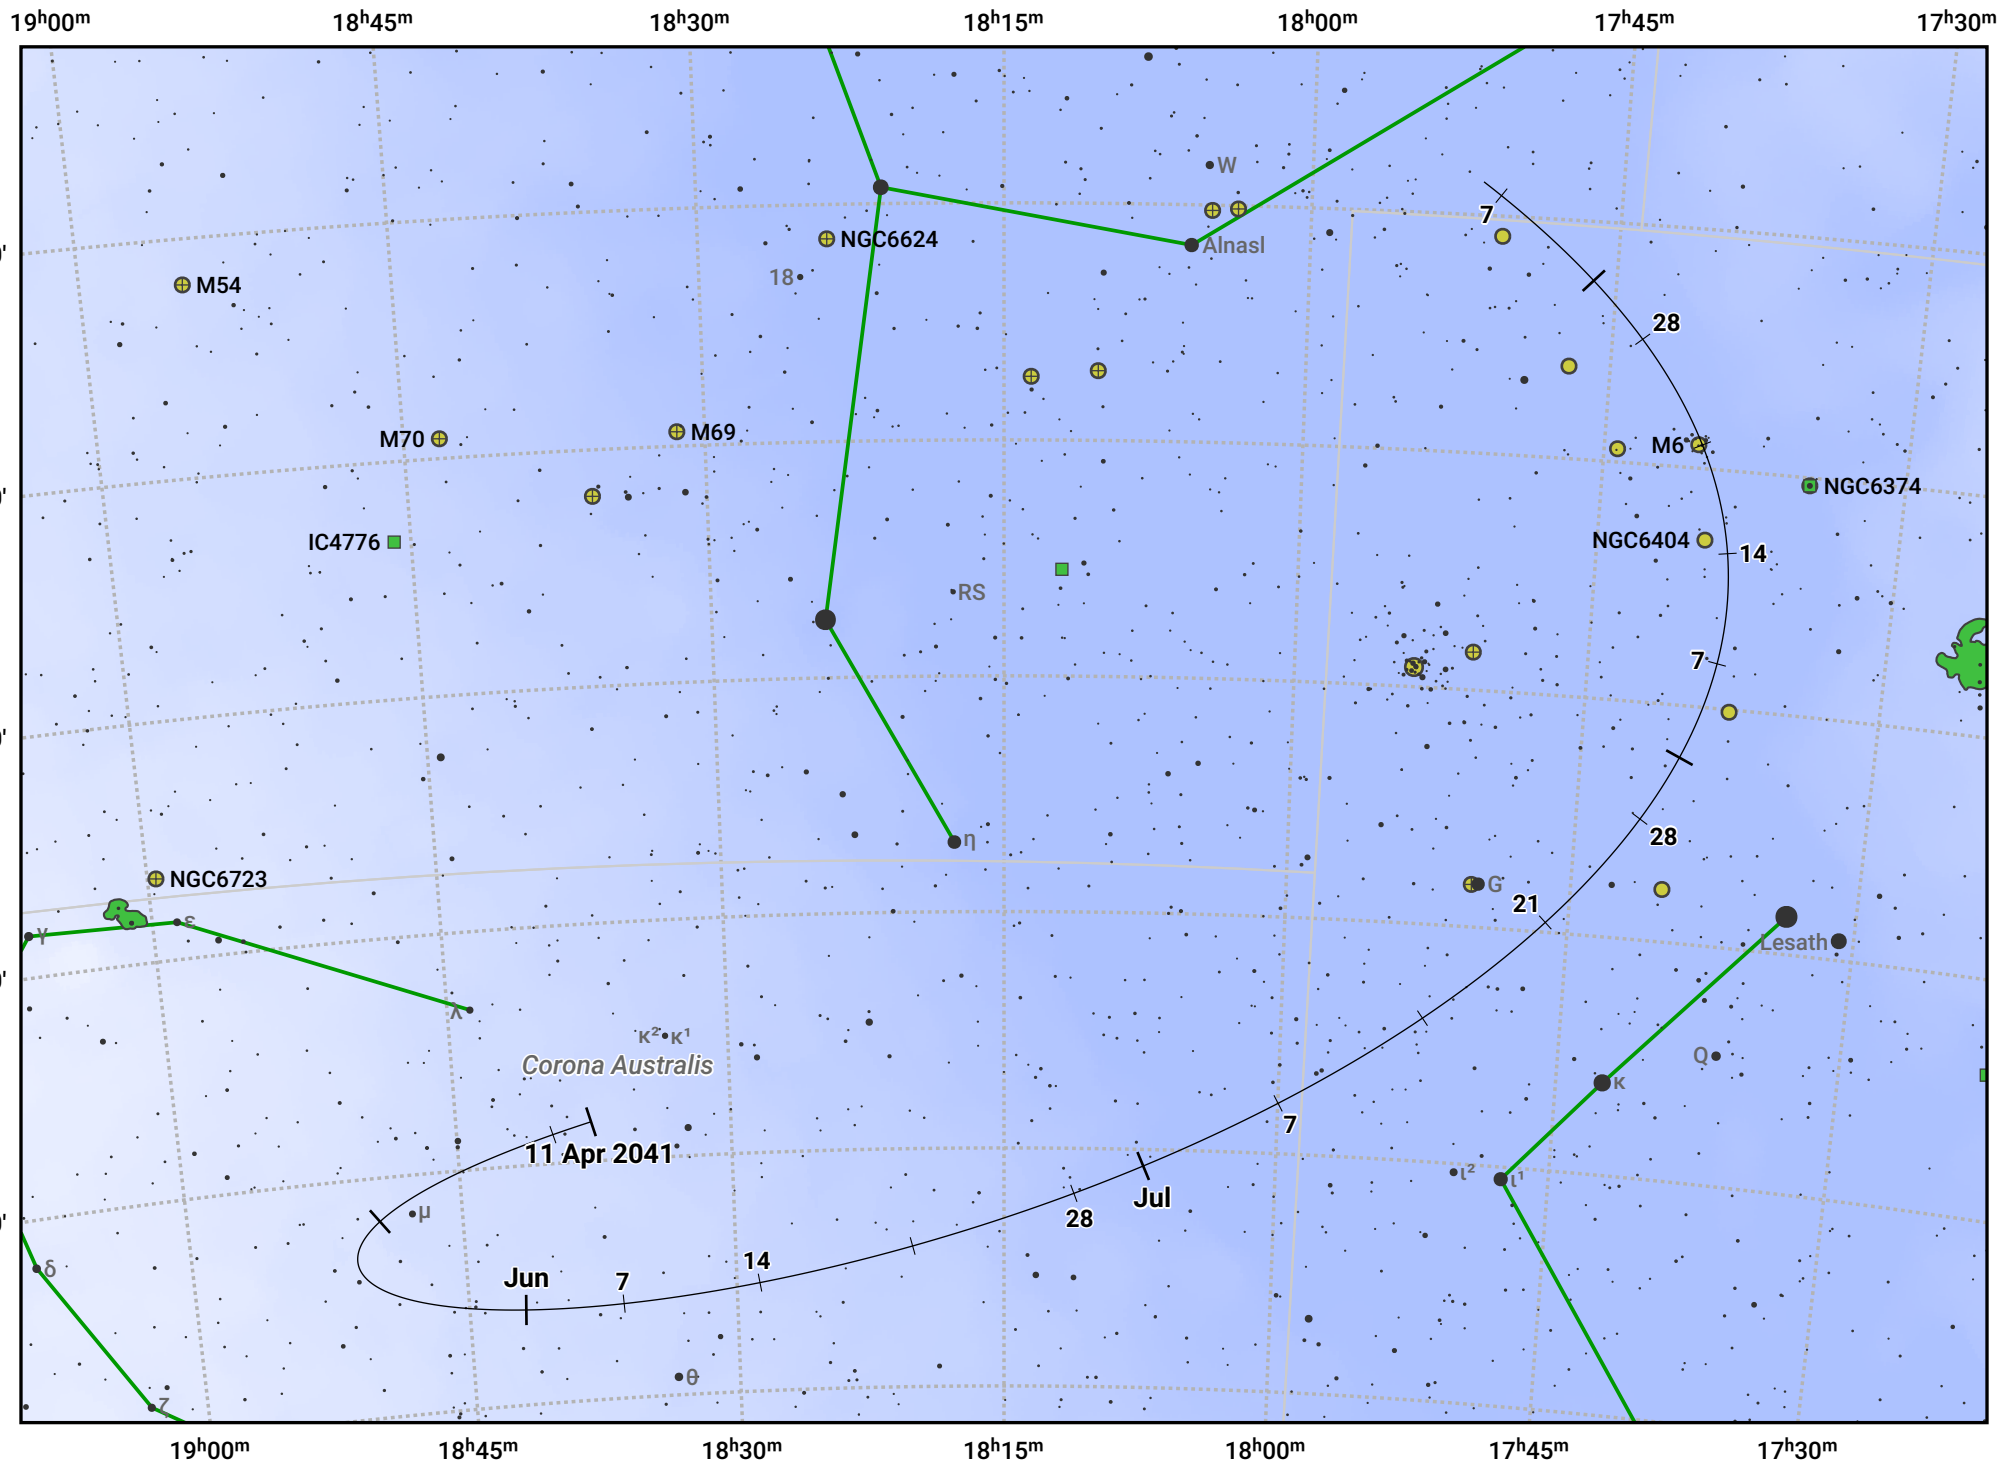 19ʰ00ᵐ 18ʰ45ᵐ 18ʰ30ᵐ 18ʰ15ᵐ 18ʰ00ᵐ 17ʰ45ᵐ 17ʰ30ᵐ
W
7
NGC6624
Alnasl
18
M54
28
M70
M69
M6
NGC6374
IC4776
NGC6404
14
RS
7
η
28
NGC6723
G
21
γ
ε
Lesath
λ
κ² κ¹
Corona Australis
Q
κ
7
11 Apr 2041
ι²
ι¹
Jul
μ
28
14
δ
Jun
7
θ
ζ
19ʰ00ᵐ 18ʰ45ᵐ 18ʰ30ᵐ 18ʰ15ᵐ 18ʰ00ᵐ 17ʰ45ᵐ 17ʰ30ᵐ